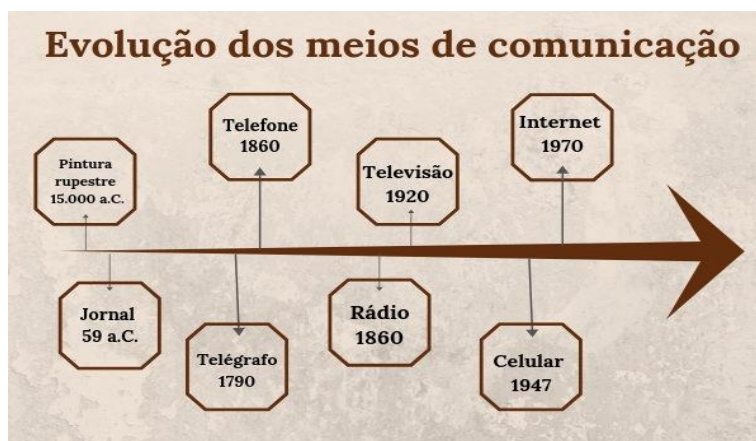 Evolução dos meios de comunicação
Pintura
rupestre
15.000 a.C.
Jornal
59 a.C.
Telégrafo
1790
Telefone
1860
Rádio
1860
Televisão
1920
Celular
1947
Internet
1970